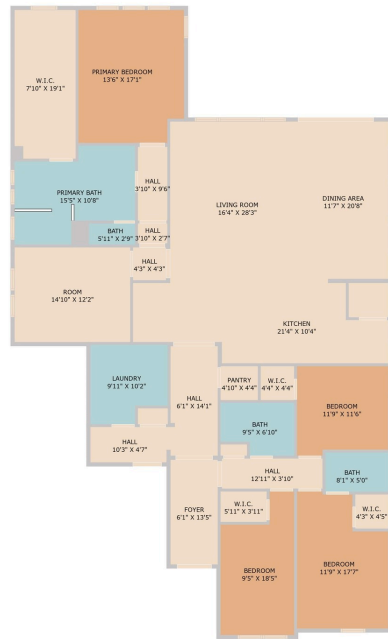 W.I.C.
7'10" X 19'1"
PRIMARY BEDROOM
13'6" X 17'1"
PRIMARY BATH
15'5" X 10'8"
HALL
3'10" X 9'6"
LIVING ROOM
16'4" X 28'3"
DINING AREA
11'7" X 20'8"
BATH
5'11" X 2'9"
HALL
3'10" X 2'7"
HALL
4'3" X 4'3"
ROOM
14'10" X 12'2"
KITCHEN
21'4" X 10'4"
LAUNDRY
9'11" X 10'2"
HALL
6'1" X 14'1"
PANTRY
4'10" X 4'4"
W.I.C.
4'4" X 4'4"
BEDROOM
11'9" X 11'6"
BATH
9'5" X 6'10"
HALL
10'3" X 4'7"
HALL
12'11" X 3'10"
BATH
8'1" X 5'0"
FOYER
6'1" X 13'5"
W.I.C.
5'11" X 3'11"
W.I.C.
4'3" X 4'5"
BEDROOM
9'5" X 18'5"
BEDROOM
11'9" X 17'7"